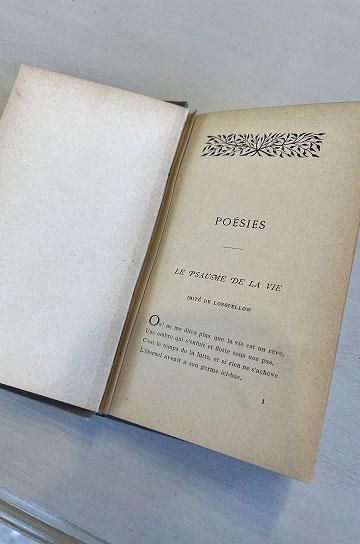 POÉSIES
LE PSAUME DE LA VIE
IMITÉ DE LONGFELLOW
Oh! ne me dites plus que la vie est un rêve,
Une ombre qui s'enfuit et flotte sous nos pas,
C'est le temps de la lutte, et si rien ne s'achève
L'éternel avenir a son germe ici-bas.
1